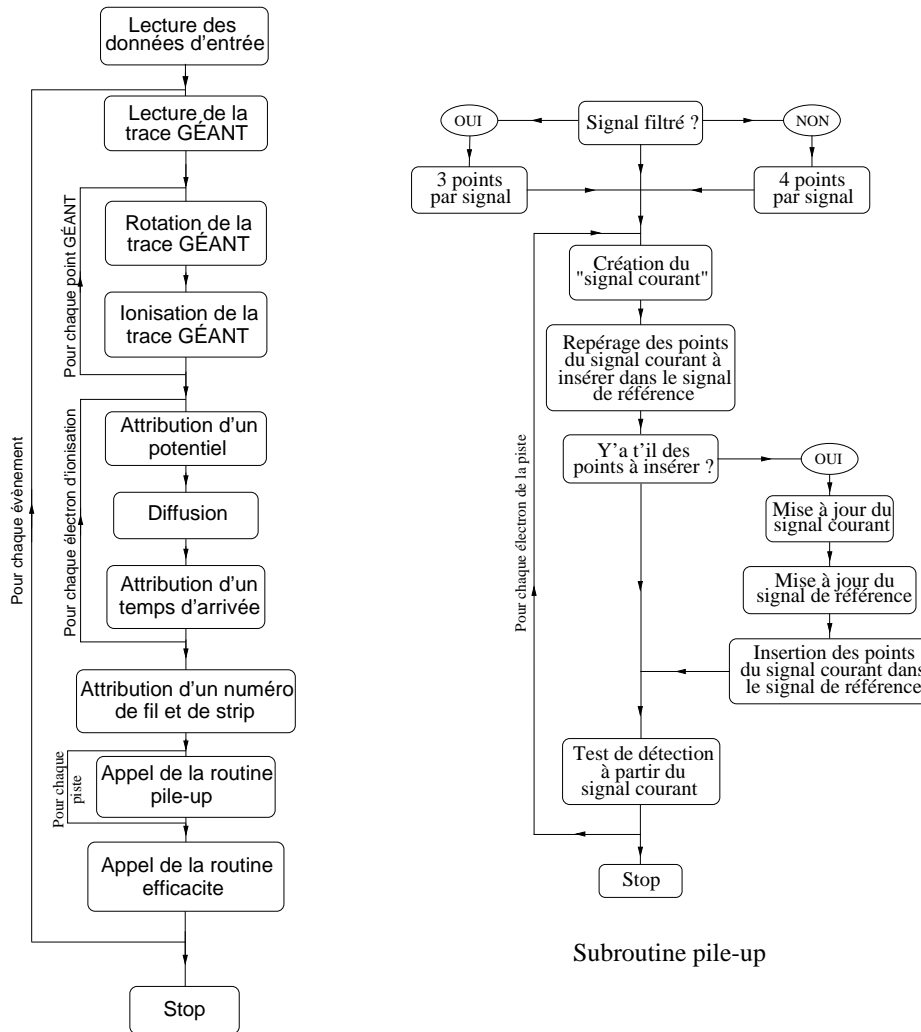 Lecture des
données d'entrée
Lecture de la
trace GÉANT
Rotation de la
trace GÉANT
Ionisation de la
trace GÉANT
Pour chaque point GÉANT
Attribution d'un
potentiel
Diffusion
Attribution d'un
temps d'arrivée
Pour chaque électron d'ionisation
Attribution d'un numéro
de fil et de strip
Appel de la routine
pile-up
Pour chaque
piste
Appel de la routine
efficacite
Pour chaque évènement
Stop
Signal filtré ?
OUI
NON
3 points
par signal
4 points
par signal
Création du
"signal courant"
Repérage des points
du signal courant à
insérer dans le signal
de référence
Y'a t'il des
points à insérer ?
OUI
Mise à jour du
signal courant
Mise à jour du
signal de référence
Insertion des points
du signal courant dans
le signal de référence
Pour chaque électron de la piste
Test de détection
à partir du
signal courant
Stop
Subroutine pile-up